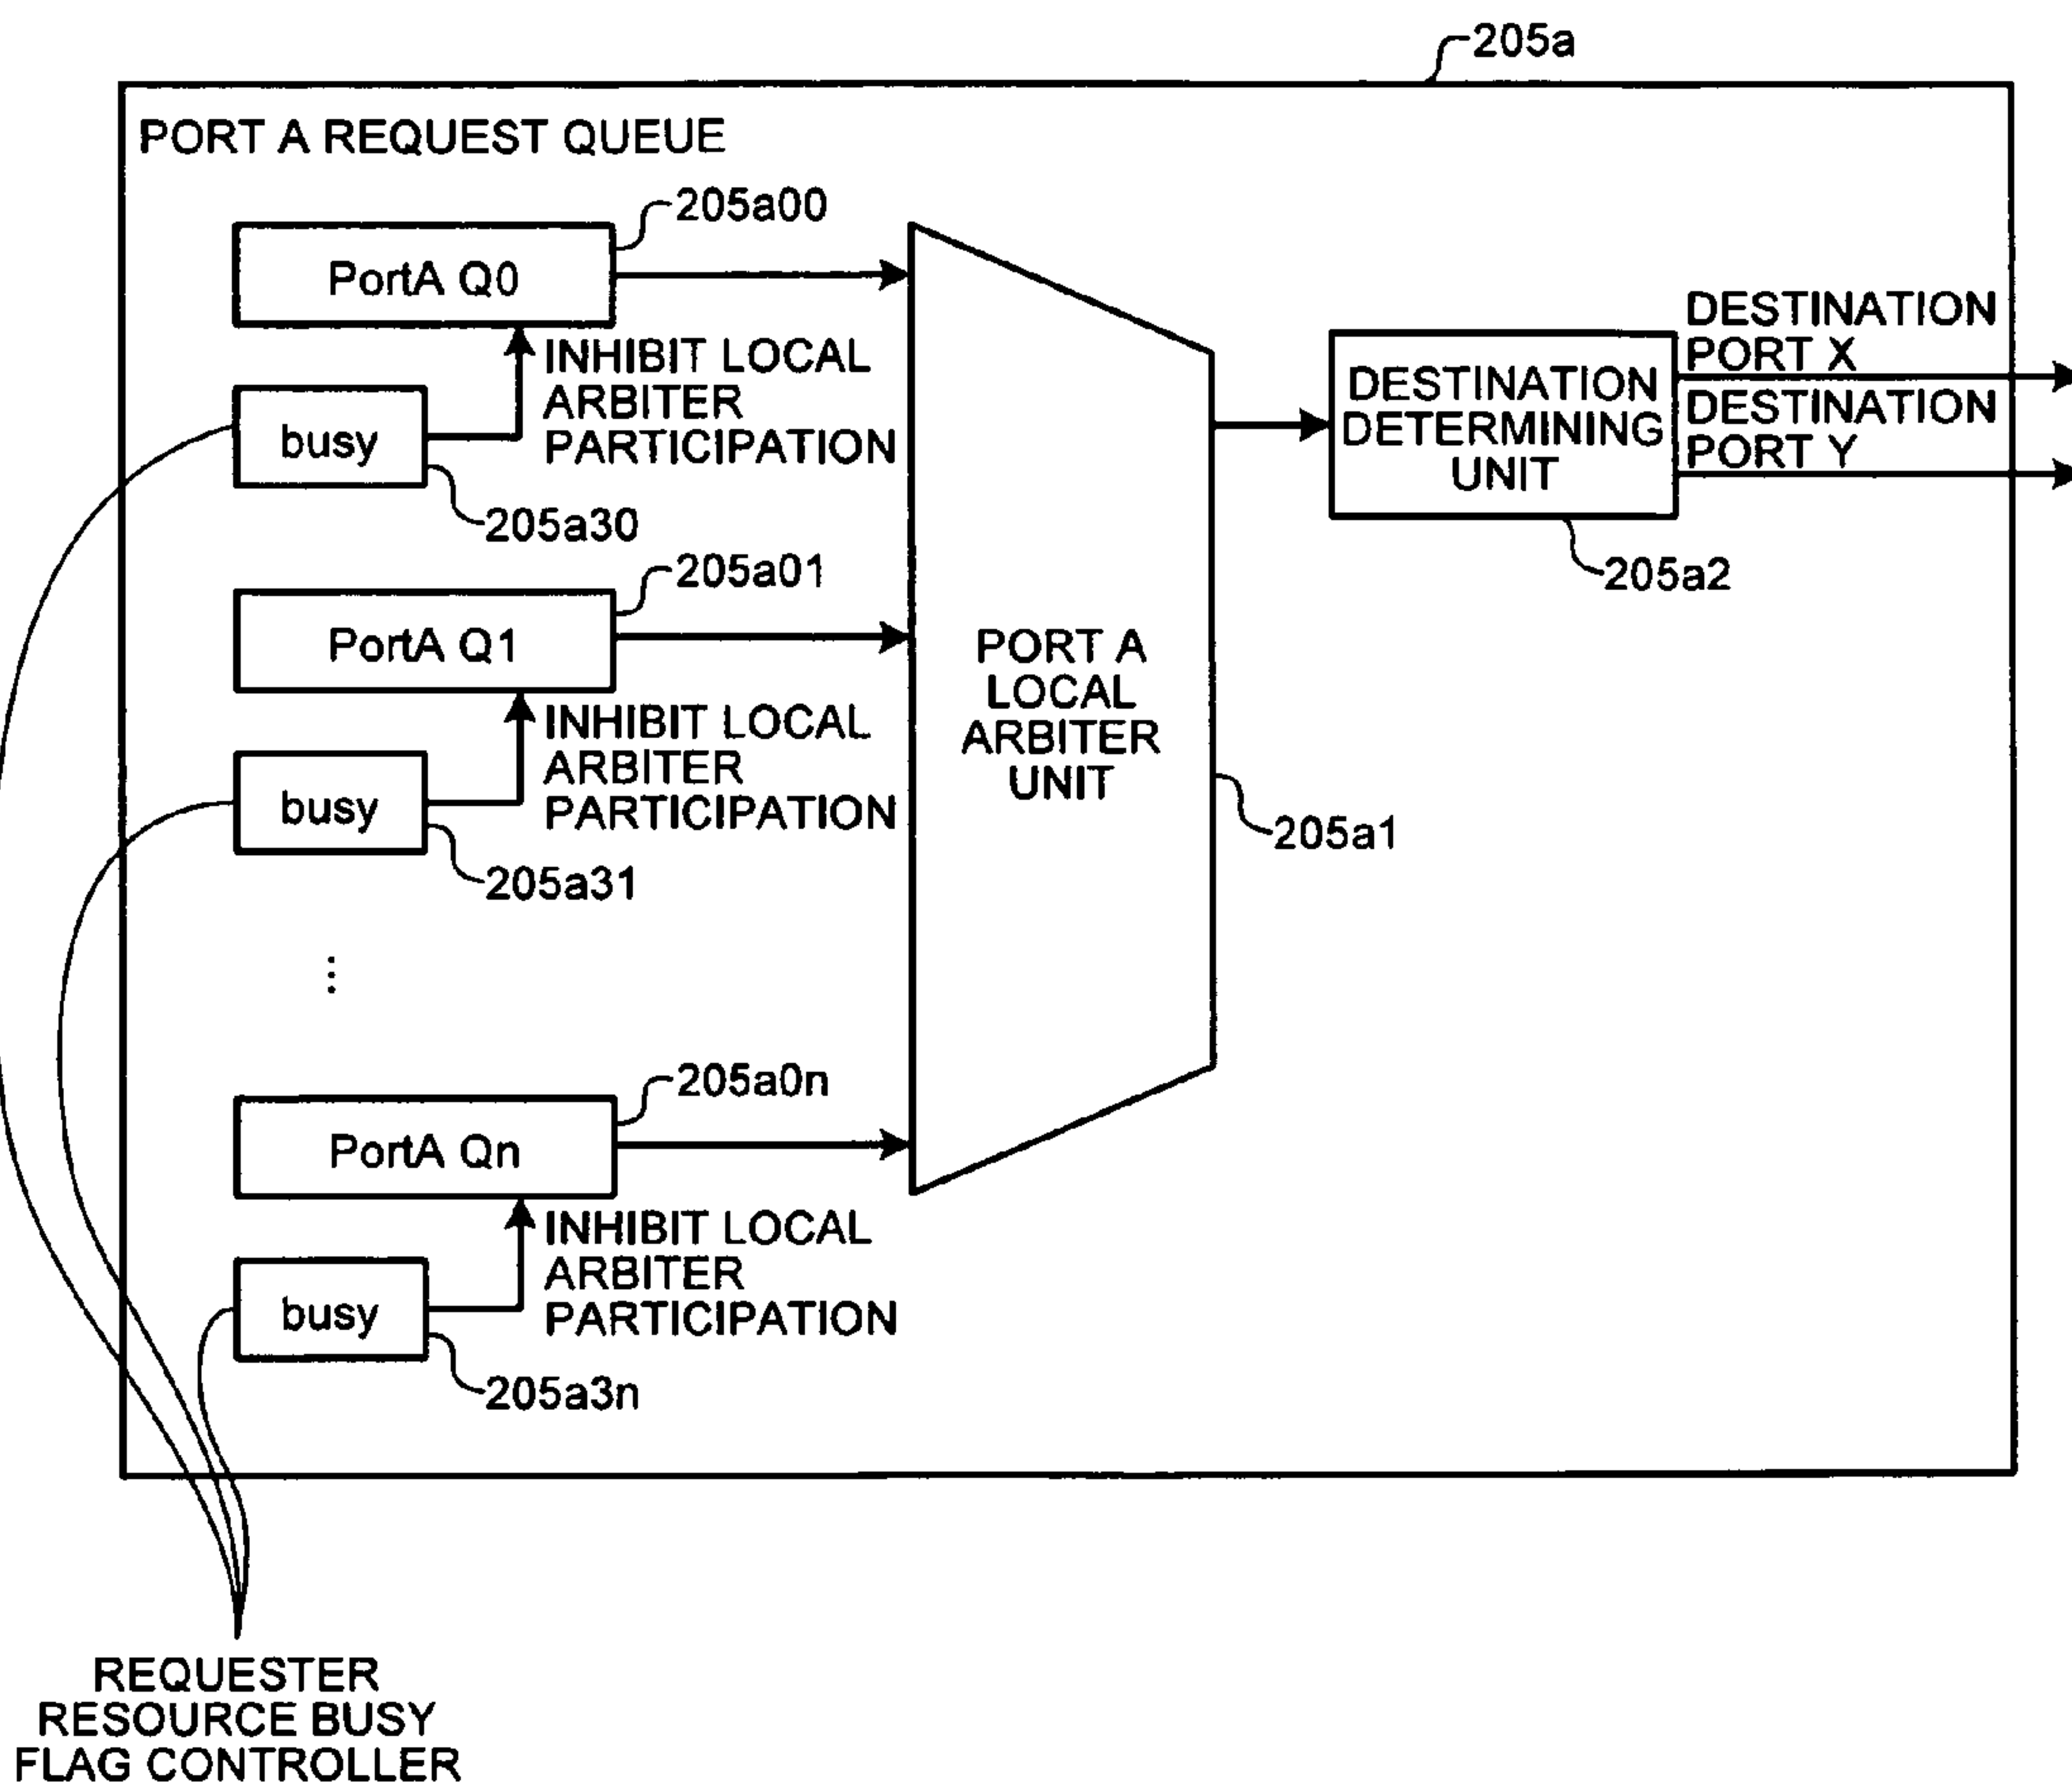 205a
PORT A REQUEST QUEUE
205a00
PortA Q0
INHIBIT LOCAL
ARBITER
PARTICIPATION
busy
205a30
205a01
PortA Q1
INHIBIT LOCAL
ARBITER
PARTICIPATION
busy
205a31
⋮
205a0n
PortA Qn
INHIBIT LOCAL
ARBITER
PARTICIPATION
busy
205a3n
PORT A
LOCAL
ARBITER
UNIT
205a1
DESTINATION
DETERMINING
UNIT
205a2
DESTINATION
PORT X
DESTINATION
PORT Y
REQUESTER
RESOURCE BUSY
FLAG CONTROLLER